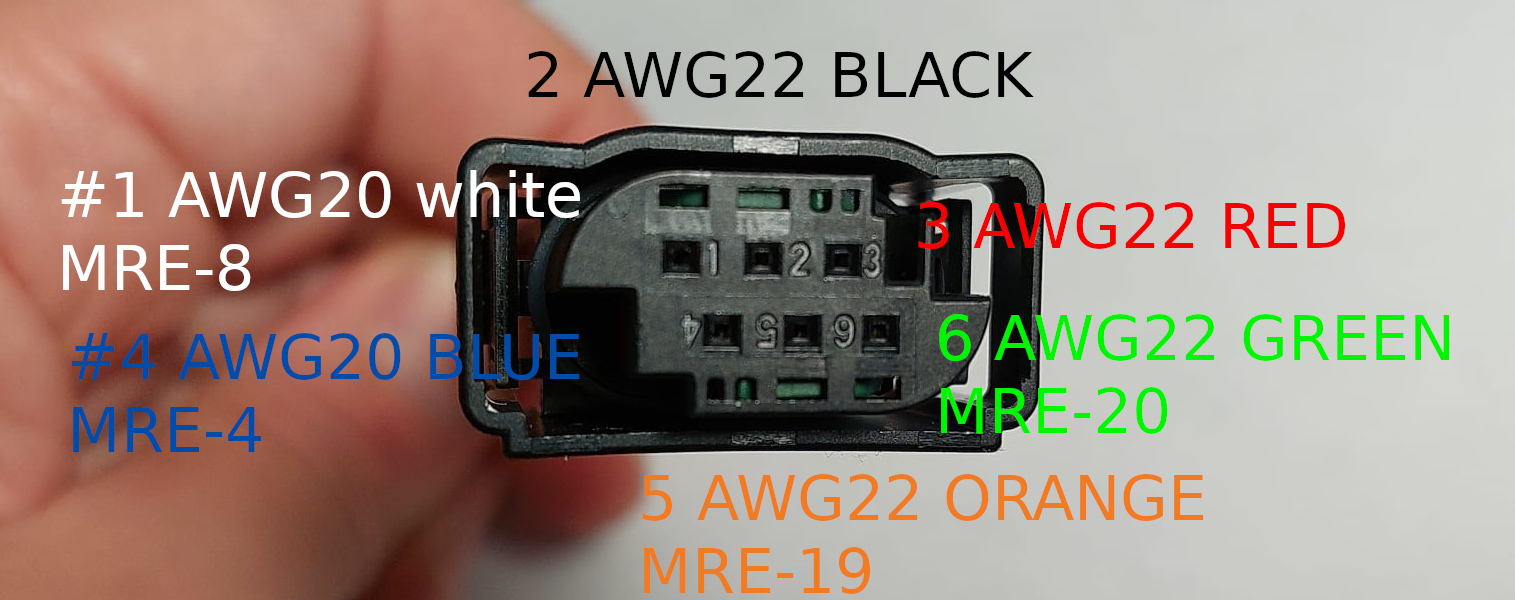 2 AWG22 BLACK
#1 AWG20 white
MRE-8
3 AWG22 RED
1 2 3
4 5 6
#4 AWG20 BLUE
MRE-4
6 AWG22 GREEN
MRE-20
5 AWG22 ORANGE
MRE-19